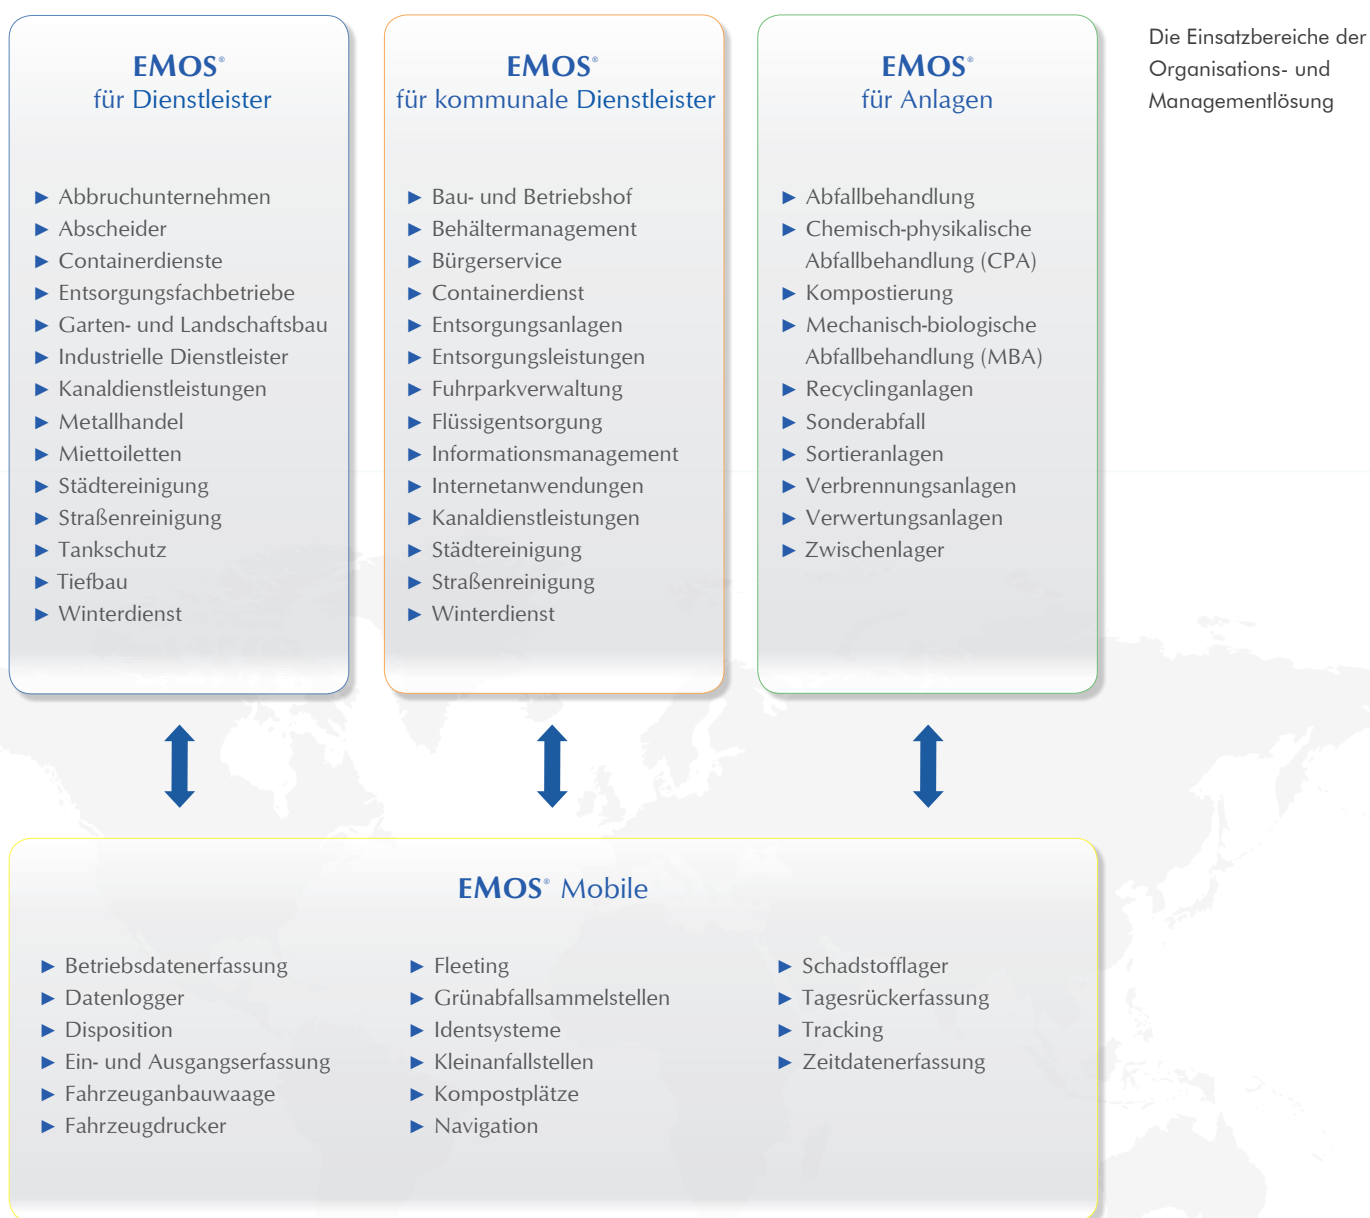 EMOS®
für Dienstleister
► Abbruchunternehmen
► Abscheider
► Containerdienste
► Entsorgungsfachbetriebe
► Garten- und Landschaftsbau
► Industrielle Dienstleister
► Kanaldienstleistungen
► Metallhandel
► Miettoiletten
► Städtereinigung
► Straßenreinigung
► Tankschutz
► Tiefbau
► Winterdienst
EMOS®
für kommunale Dienstleister
► Bau- und Betriebshof
► Behältermanagement
► Bürgerservice
► Containerdienst
► Entsorgungsanlagen
► Entsorgungsleistungen
► Fuhrparkverwaltung
► Flüssigentsorgung
► Informationsmanagement
► Internetanwendungen
► Kanaldienstleistungen
► Städtereinigung
► Straßenreinigung
► Winterdienst
EMOS®
für Anlagen
► Abfallbehandlung
► Chemisch-physikalische
Abfallbehandlung (CPA)
► Kompostierung
► Mechanisch-biologische
Abfallbehandlung (MBA)
► Recyclinganlagen
► Sonderabfall
► Sortieranlagen
► Verbrennungsanlagen
► Verwertungsanlagen
► Zwischenlager
Die Einsatzbereiche der
Organisations- und
Managementlösung
EMOS® Mobile
► Betriebsdatenerfassung
► Datenlogger
► Disposition
► Ein- und Ausgangserfassung
► Fahrzeuganbauwaage
► Fahrzeugdrucker
► Fleeting
► Grünabfallsammelstellen
► Identsysteme
► Kleinanfallstellen
► Kompostplätze
► Navigation
► Schadstofflager
► Tagesrückerfassung
► Tracking
► Zeitdatenerfassung